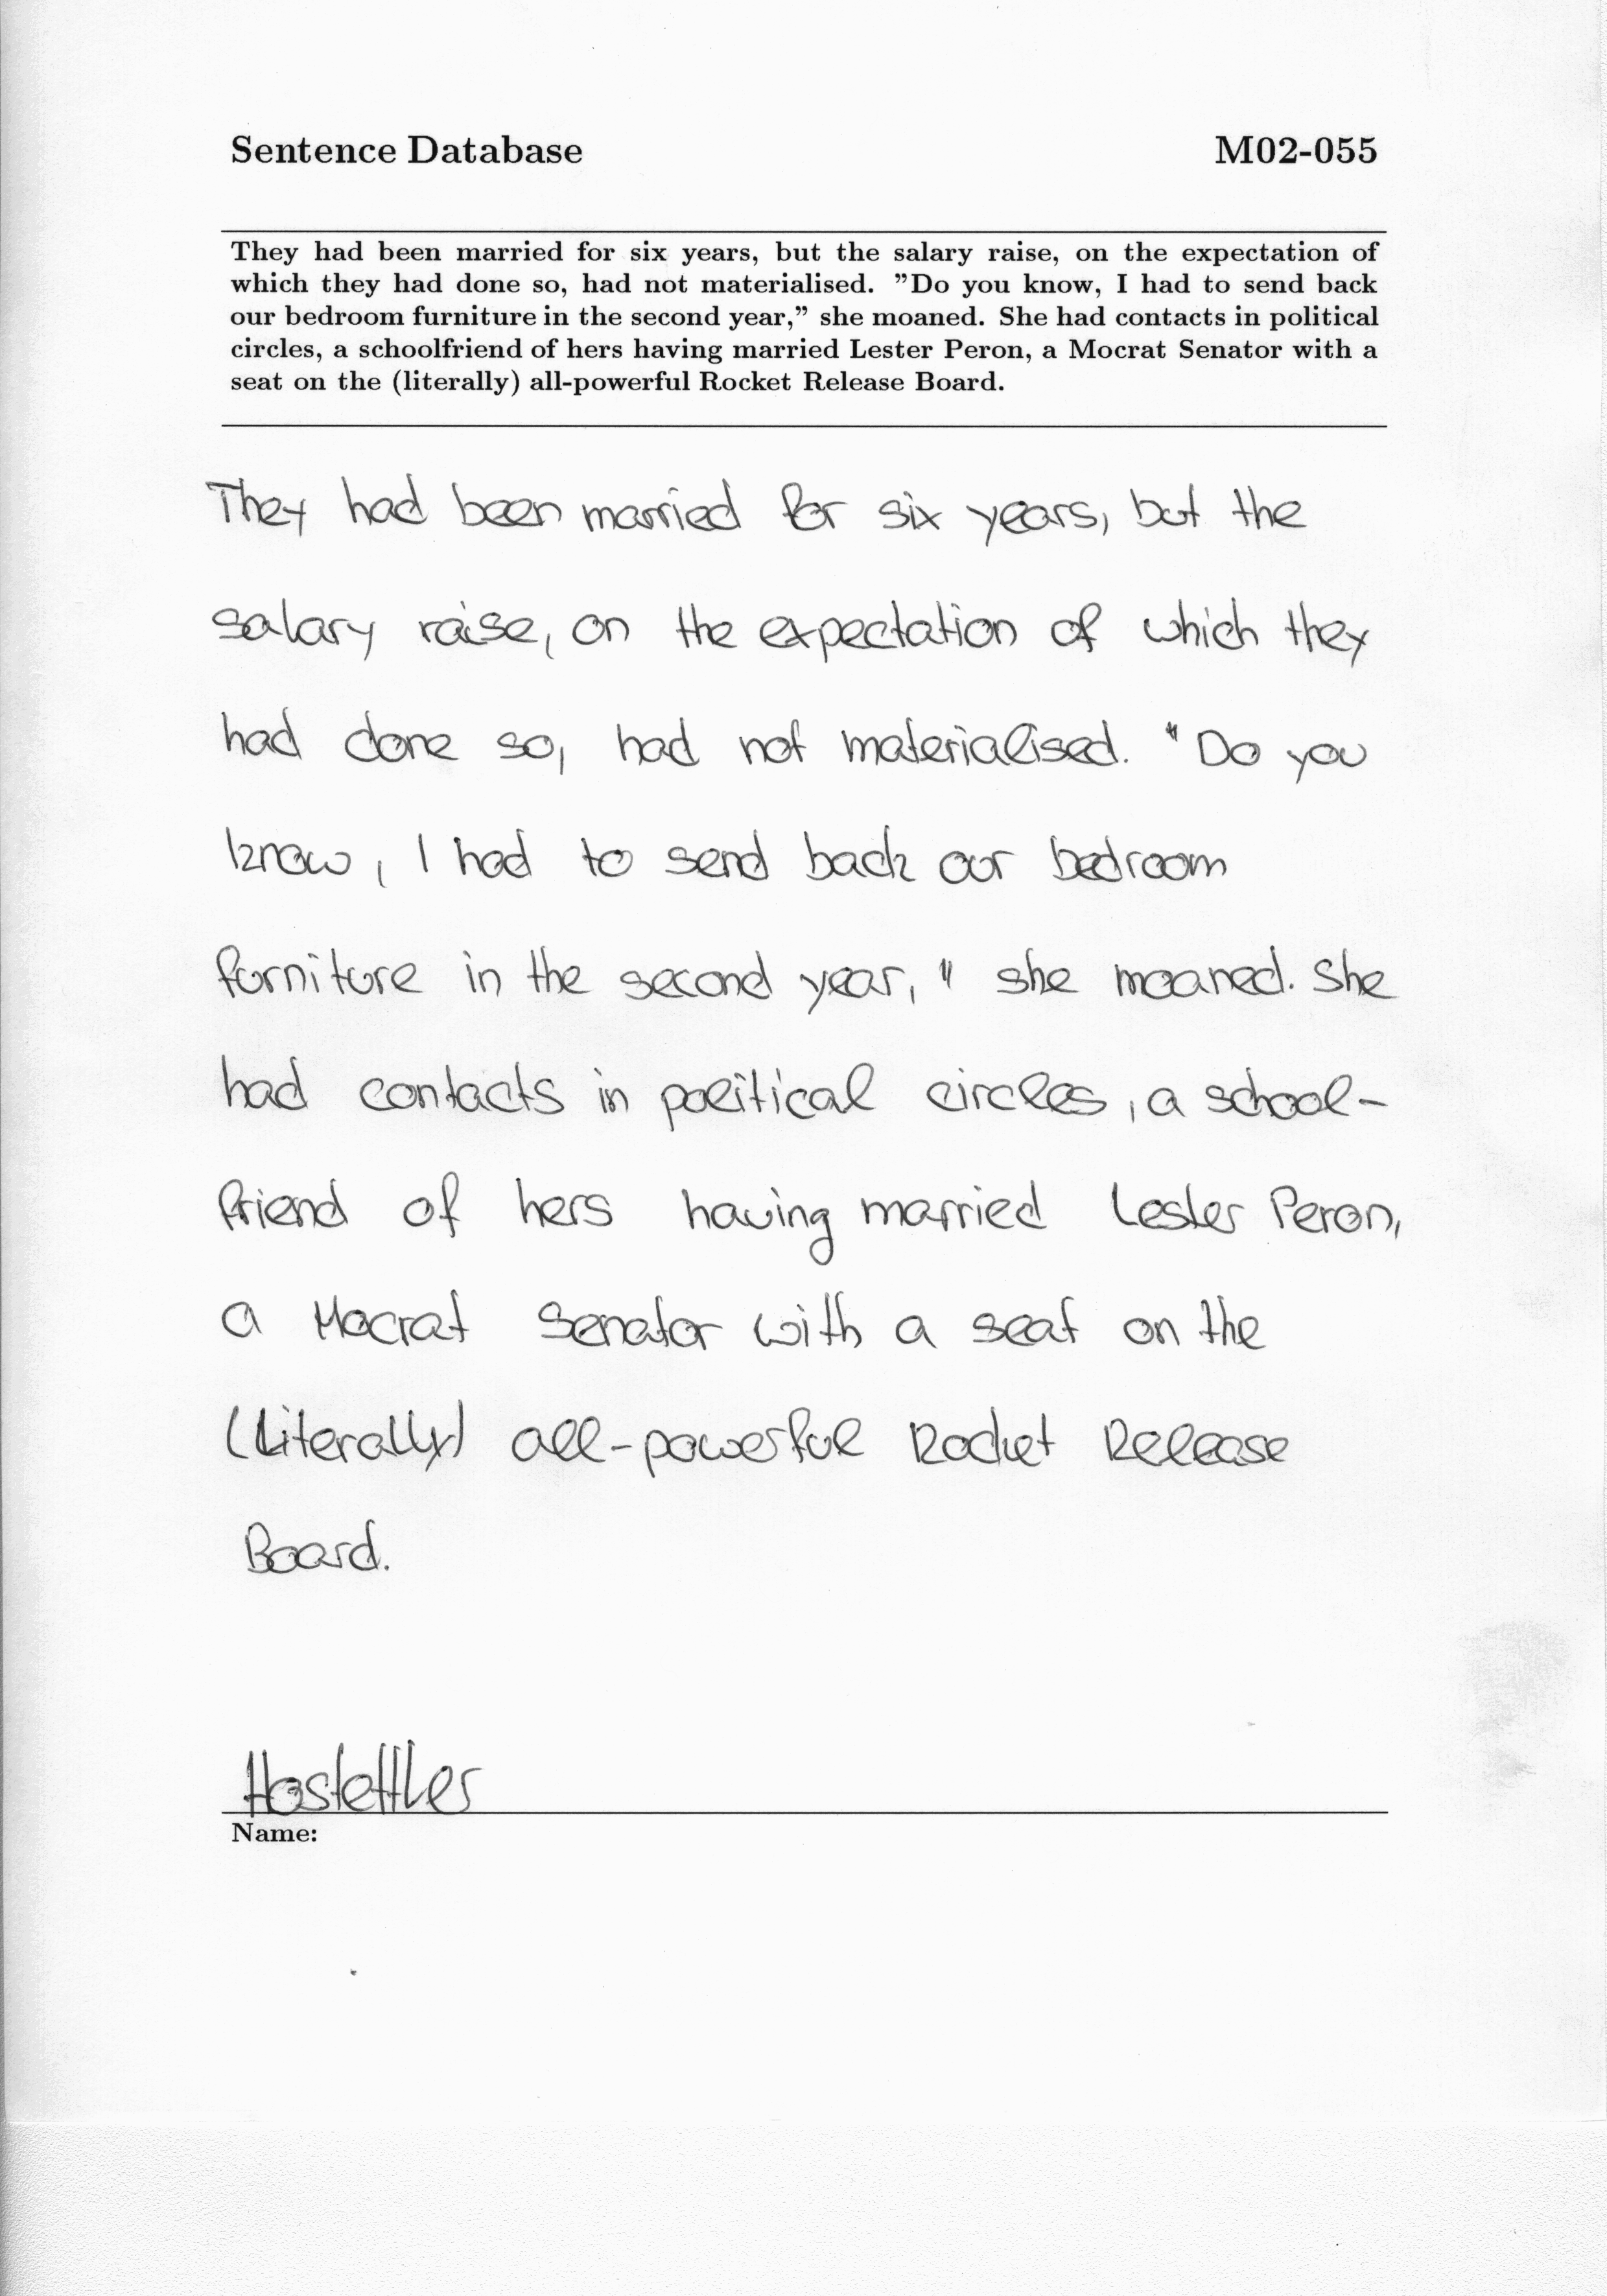 Sentence Database M02-055
They had been married for six years, but the salary raise, on the expectation of
which they had done so, had not materialised. ”Do you know, I had to send back
our bedroom furniture in the second year,” she moaned. She had contacts in political
circles, a schoolfriend of hers having married Lester Peron, a Mocrat Senator with a
seat on the (literally) all-powerful Rocket Release Board.
They had been married for six years, but the
salary raise, on the expectation of which they
had done so, had not materialised. "Do you
know, I had to send back our bedroom
furniture in the second year," she moaned. She
had contacts in political circles, a school-
friend of hers having married Lester Peron,
a Mocrat Senator with a seat on the
(literally) all-powerful Rocket Release
Board.
Hostettler
Name: